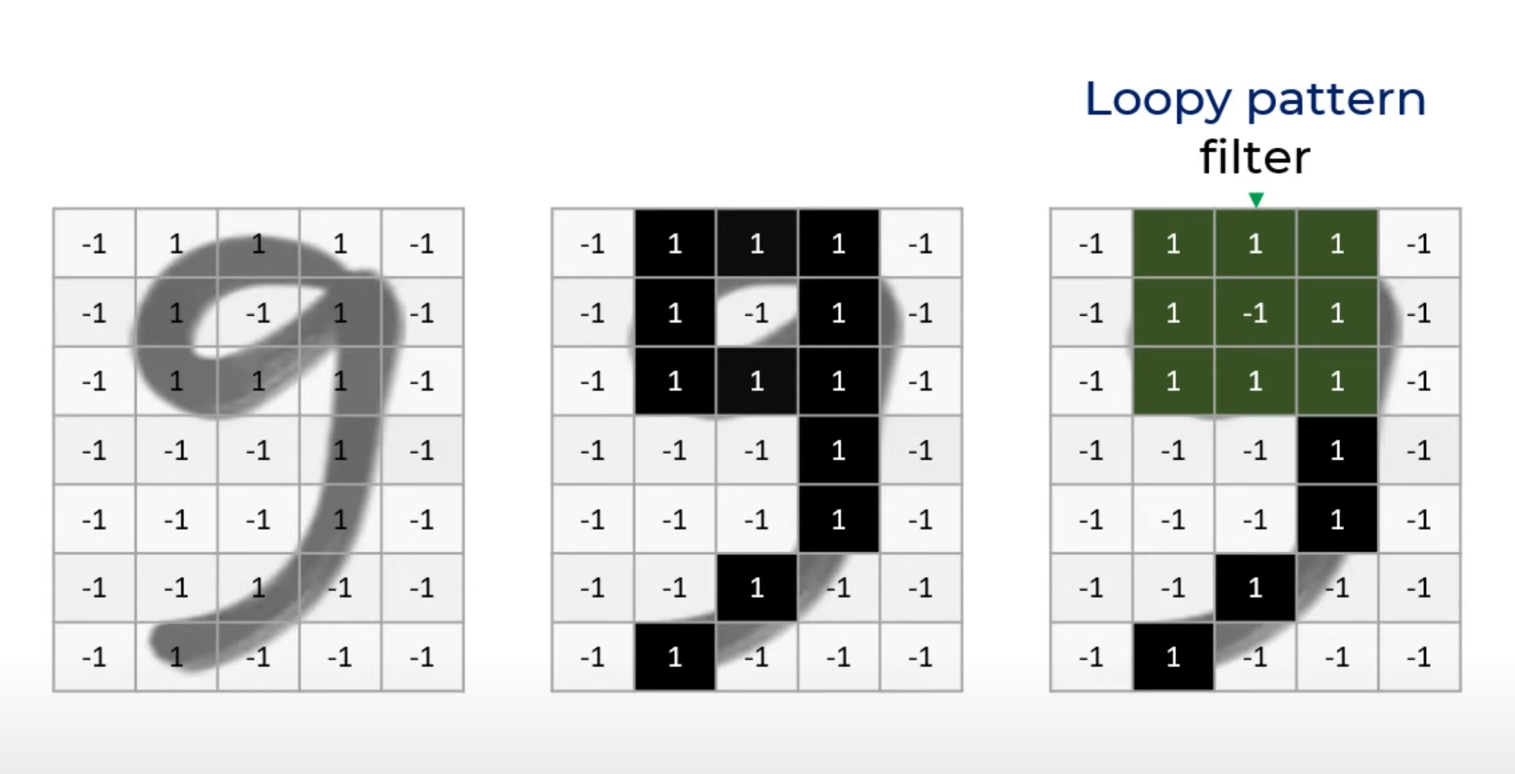 Loopy pattern
filter
-1 1 1 1 -1 -1 1 1 1 -1 -1 1 1 1 -1
-1 1 -1 1 -1 -1 1 -1 1 -1 -1 1 -1 1 -1
-1 1 1 1 -1 -1 1 1 1 -1 -1 1 1 1 -1
-1 -1 -1 1 -1 -1 -1 -1 1 -1 -1 -1 -1 1 -1
-1 -1 -1 1 -1 -1 -1 -1 1 -1 -1 -1 -1 1 -1
-1 -1 1 -1 -1 -1 -1 1 -1 -1 -1 -1 1 -1 -1
-1 1 -1 -1 -1 -1 1 -1 -1 -1 -1 1 -1 -1 -1